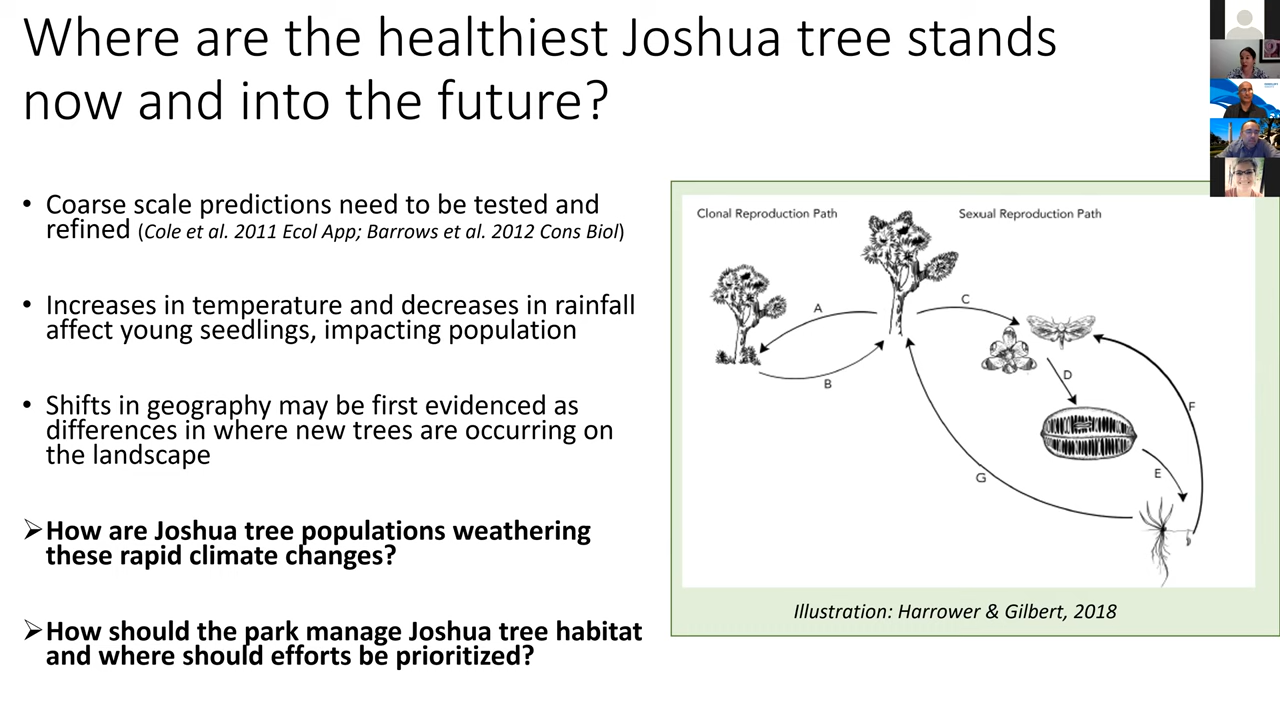 Where are the healthiest Joshua tree stands
now and into the future?
• Coarse scale predictions need to be tested and
refined (Cole et al. 2011 Ecol App; Barrows et al. 2012 Cons Biol)
• Increases in temperature and decreases in rainfall
affect young seedlings, impacting population
• Shifts in geography may be first evidenced as
differences in where new trees are occurring on
the landscape
➢ How are Joshua tree populations weathering
these rapid climate changes?
➢ How should the park manage Joshua tree habitat
and where should efforts be prioritized?
Clonal Reproduction Path
Sexual Reproduction Path
A
B
C
D
E
F
G
Illustration: Harrower & Gilbert, 2018